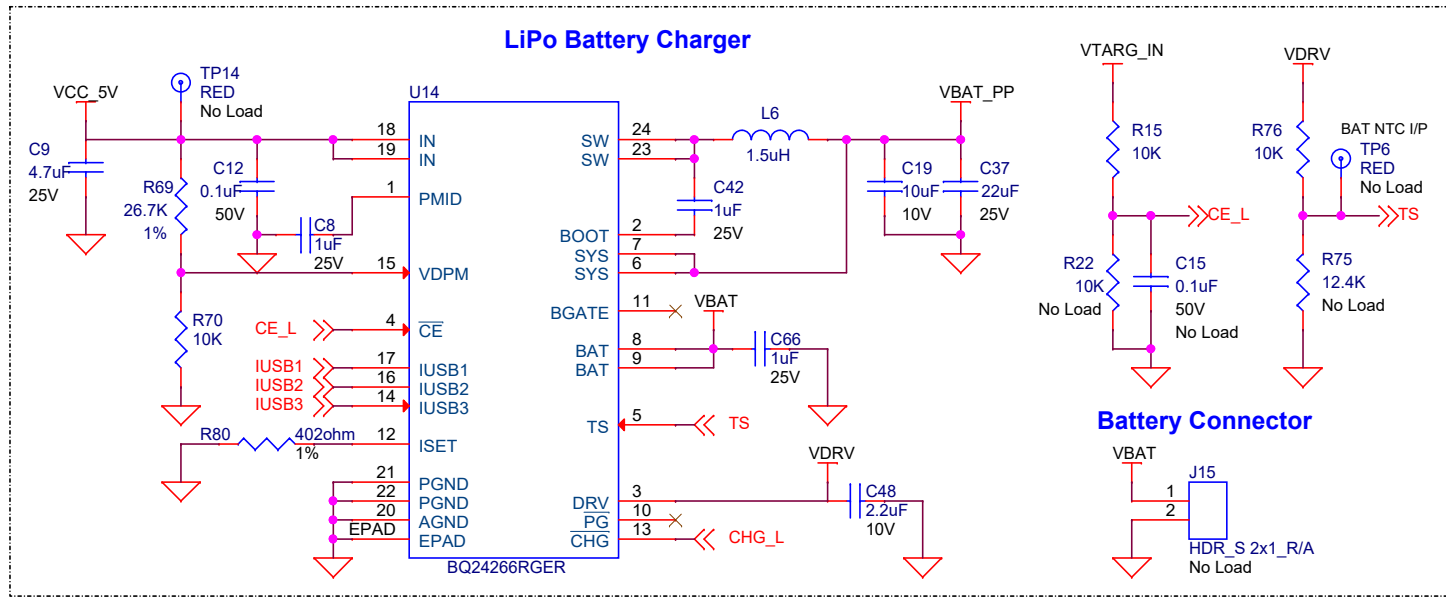 LiPo Battery Charger
VCC_5V
TP14
RED
No Load
C9
4.7uF
25V
R69
26.7K
1%
C12
0.1uF
50V
C8
1uF
25V
R70
10K
CE_L
IUSB1
IUSB2
IUSB3
R80
402ohm
1%
U14
18
IN
19
IN
1
PMID
15
VDPM
4
CE
17
IUSB1
16
IUSB2
14
IUSB3
12
ISET
21
PGND
22
PGND
20
AGND
EPAD
EPAD
SW
24
SW
23
BOOT
2
SYS
7
SYS
6
BGATE
11
BAT
8
BAT
9
TS
5
DRV
3
PG
10
CHG
13
BQ24266RGER
L6
1.5uH
VBAT_PP
C42
1uF
25V
C19
10uF
10V
C37
22uF
25V
VBAT
C66
1uF
25V
TS
VDRV
C48
2.2uF
10V
CHG_L
VTARG_IN
R15
10K
CE_L
R22
10K
No Load
C15
0.1uF
50V
No Load
VDRV
R76
10K
BAT NTC I/P
TP6
RED
No Load
TS
R75
12.4K
No Load
Battery Connector
VBAT
J15
1
2
HDR_S 2x1_R/A
No Load